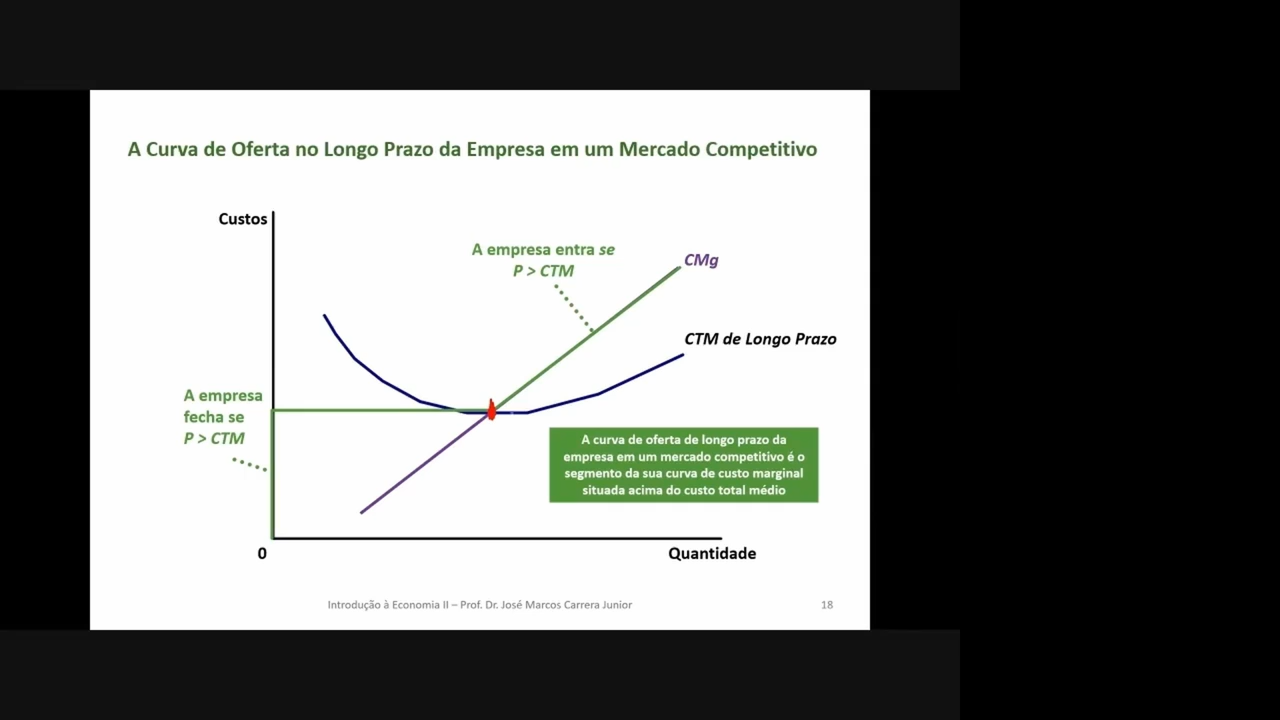 A Curva de Oferta no Longo Prazo da Empresa em um Mercado Competitivo
Custos
A empresa entra se
P > CTM
CMg
CTM de Longo Prazo
A empresa
fecha se
P > CTM
A curva de oferta de longo prazo da
empresa em um mercado competitivo é o
segmento da sua curva de custo marginal
situada acima do custo total médio
0
Quantidade
Introdução à Economia II – Prof. Dr. José Marcos Carrera Junior
18